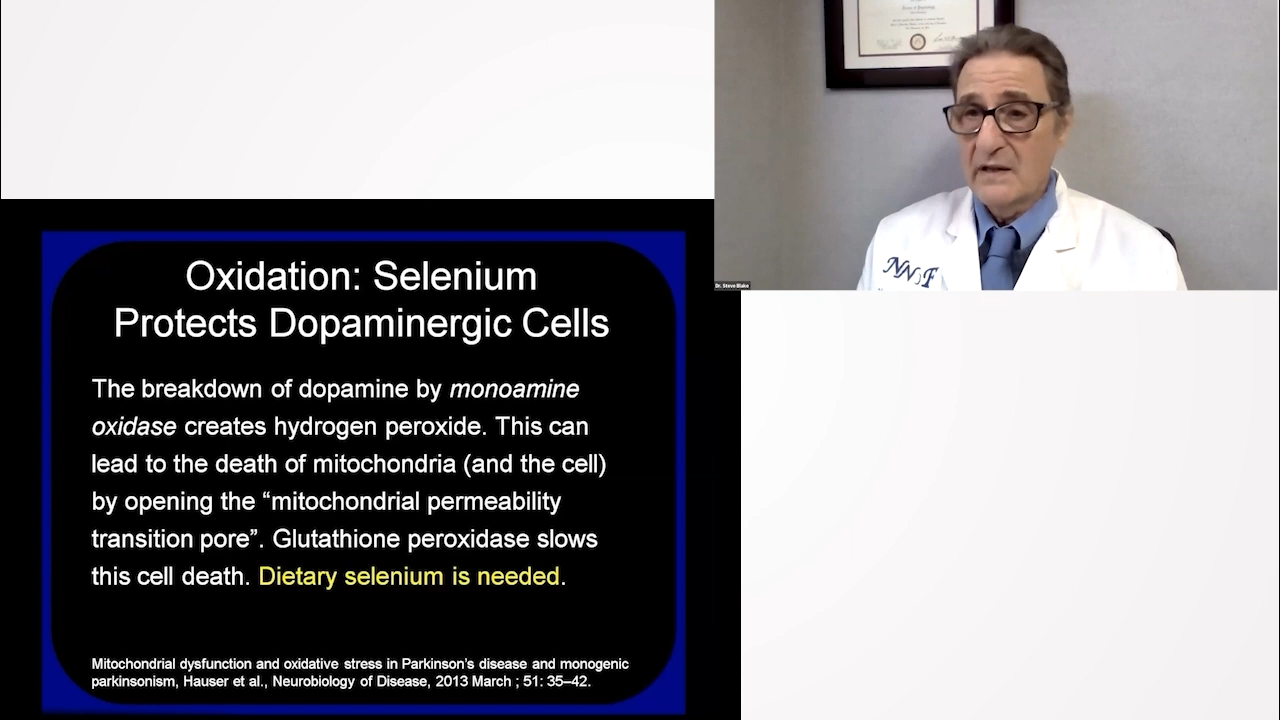 Oxidation: Selenium
Protects Dopaminergic Cells
The breakdown of dopamine by monoamine
oxidase creates hydrogen peroxide. This can
lead to the death of mitochondria (and the cell)
by opening the “mitochondrial permeability
transition pore”. Glutathione peroxidase slows
this cell death. Dietary selenium is needed.
Mitochondrial dysfunction and oxidative stress in Parkinson’s disease and monogenic
parkinsonism, Hauser et al., Neurobiology of Disease, 2013 March ; 51: 35–42.
NNSF
Dr. Steve Blake